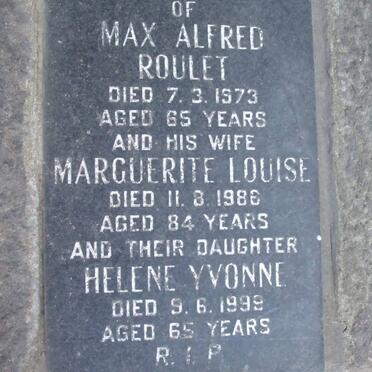 OF
MAX ALFRED
ROULET
DIED 7.3.1973
AGED 65 YEARS
AND HIS WIFE
MARGUERITE LOUISE
DIED 11.8.1986
AGED 84 YEARS
AND THEIR DAUGHTER
HELENE YVONNE
DIED 9.6.1999
AGED 65 YEARS
R.I.P